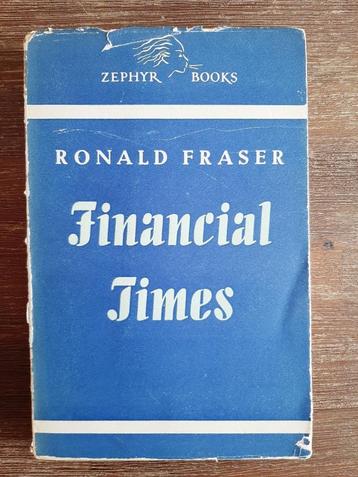 ZEPHYR BOOKS
RONALD FRASER
Financial
Times